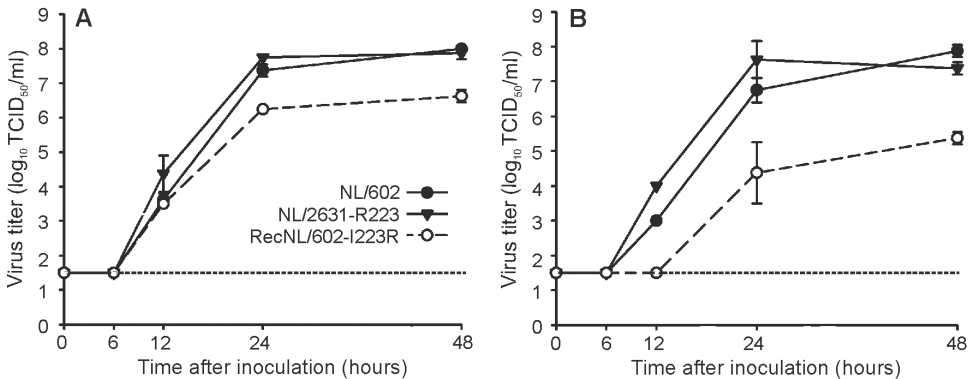 A
Virus titer (log10 TCID50/ml)
9
8
7
6
5
4
3
2
1
0
NL/602
NL/2631-R223
RecNL/602-I223R
0 6 12 24 48
Time after inoculation (hours)
B
Virus titer (log10 TCID50/ml)
9
8
7
6
5
4
3
2
1
0
0 6 12 24 48
Time after inoculation (hours)